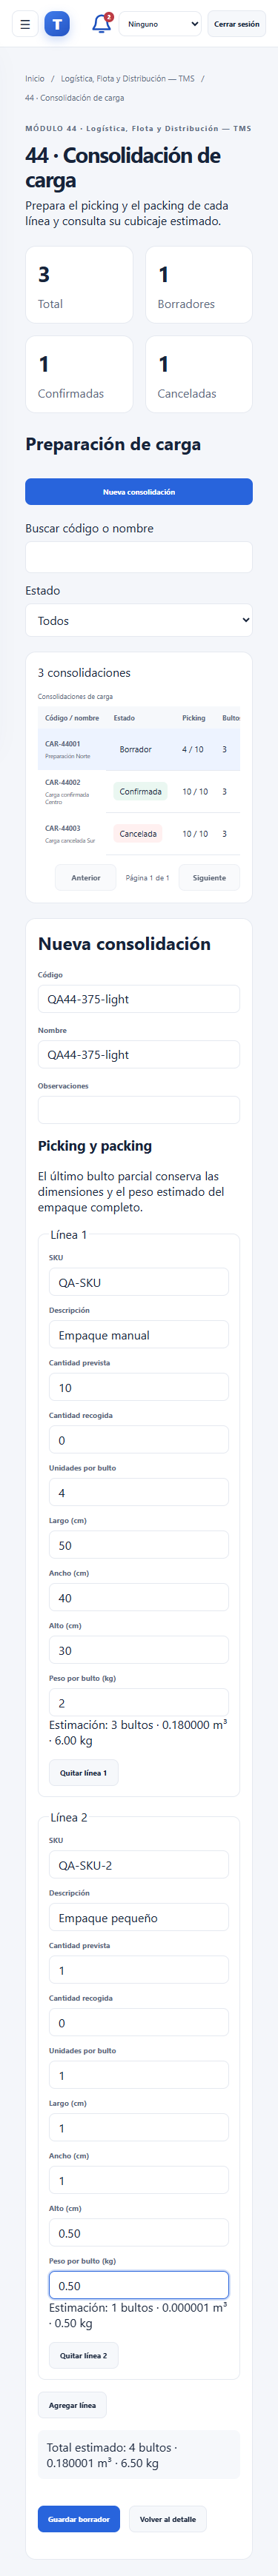 ☰ T 2 Ninguno Cerrar sesión
Inicio / Logística, Flota y Distribución — TMS /
44 · Consolidación de carga
MÓDULO 44 · Logística, Flota y Distribución — TMS
44 · Consolidación de
carga
Prepara el picking y el packing de cada
línea y consulta su cubicaje estimado.
3
Total
1
Borradores
1
Confirmadas
1
Canceladas
Preparación de carga
Nueva consolidación
Buscar código o nombre
Estado
Todos
3 consolidaciones
Consolidaciones de carga
Código / nombre Estado Picking Bulto
CAR-44001
Preparación Norte
Borrador 4 / 10 3
CAR-44002
Carga confirmada
Centro
Confirmada 10 / 10 3
CAR-44003
Carga cancelada Sur
Cancelada 10 / 10 3
Anterior Página 1 de 1 Siguiente
Nueva consolidación
Código
QA44-375-light
Nombre
QA44-375-light
Observaciones
Picking y packing
El último bulto parcial conserva las
dimensiones y el peso estimado del
empaque completo.
Línea 1
SKU
QA-SKU
Descripción
Empaque manual
Cantidad prevista
10
Cantidad recogida
0
Unidades por bulto
4
Largo (cm)
50
Ancho (cm)
40
Alto (cm)
30
Peso por bulto (kg)
2
Estimación: 3 bultos · 0.180000 m³
· 6.00 kg
Quitar línea 1
Línea 2
SKU
QA-SKU-2
Descripción
Empaque pequeño
Cantidad prevista
1
Cantidad recogida
0
Unidades por bulto
1
Largo (cm)
1
Ancho (cm)
1
Alto (cm)
0.50
Peso por bulto (kg)
0.50
Estimación: 1 bultos · 0.000001 m³
· 0.50 kg
Quitar línea 2
Agregar línea
Total estimado: 4 bultos ·
0.180001 m³ · 6.50 kg
Guardar borrador Volver al detalle